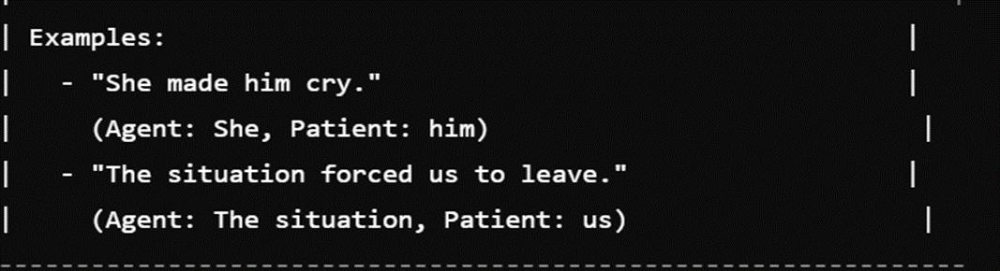 | Examples: |
| - "She made him cry." |
| (Agent: She, Patient: him) |
| - "The situation forced us to leave." |
| (Agent: The situation, Patient: us) |
---------------------------------------------------------------